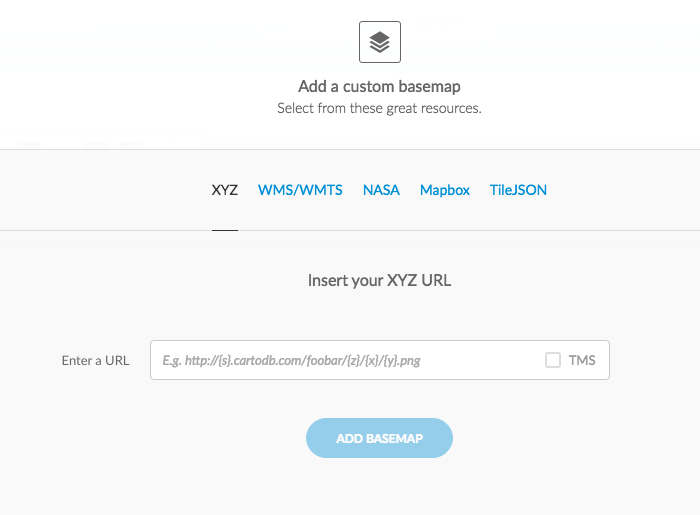 Add a custom basemap
Select from these great resources.
XYZ WMS/WMTS NASA Mapbox TileJSON
Insert your XYZ URL
Enter a URL E.g. http://{s}.cartodb.com/foobar/{z}/{x}/{y}.png TMS
ADD BASEMAP